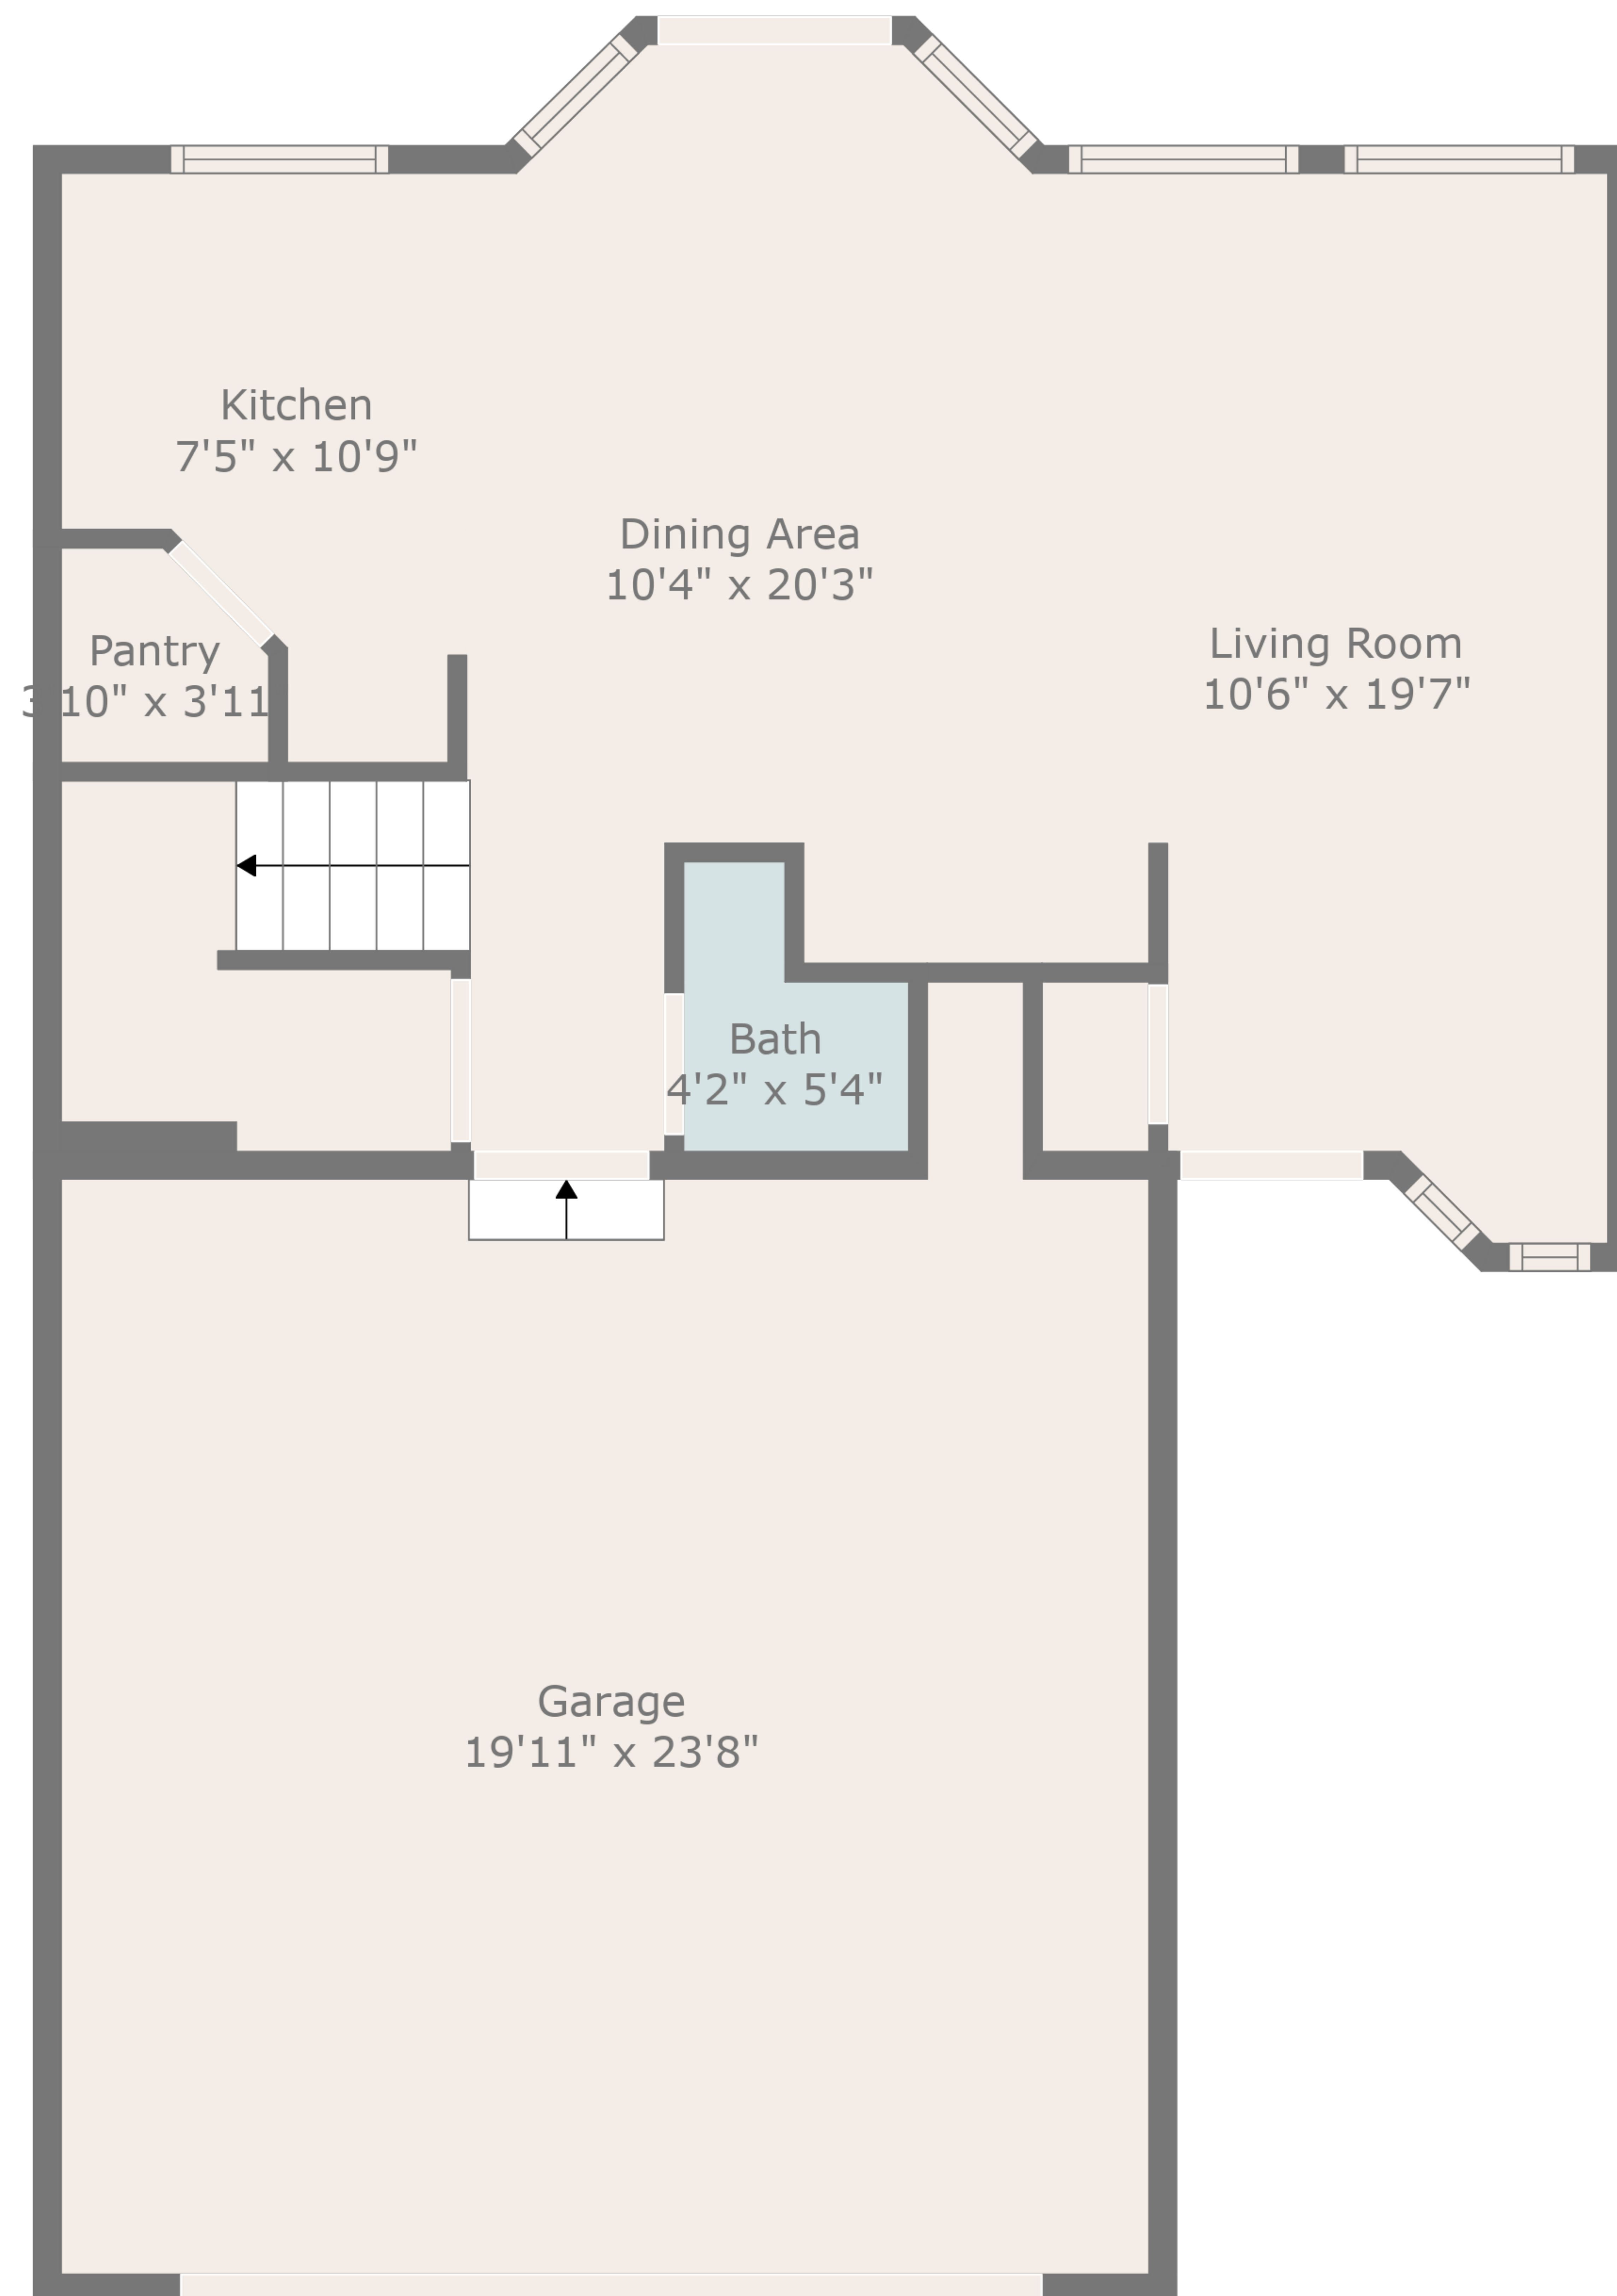 Kitchen
7'5" x 10'9"
Dining Area
10'4" x 20'3"
Living Room
10'6" x 19'7"
Pantry
3'10" x 3'11
Bath
4'2" x 5'4"
Garage
19'11" x 23'8"